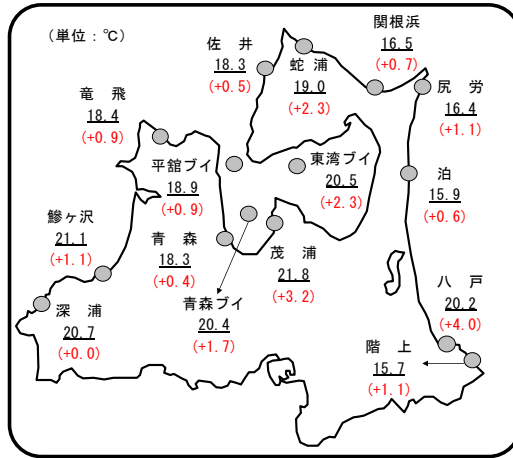 (単位：℃)
佐 井
18.3
(+0.5)
蛇 浦
19.0
(+2.3)
関根浜
16.5
(+0.7)
尻 労
16.4
(+1.1)
竜 飛
18.4
(+0.9)
平舘ブイ
18.9
(+0.9)
東湾ブイ
20.5
(+2.3)
泊
15.9
(+0.6)
鰺ヶ沢
21.1
(+1.1)
青 森
18.3
(+0.4)
茂 浦
21.8
(+3.2)
青森ブイ
20.4
(+1.7)
八 戸
20.2
(+4.0)
深 浦
20.7
(+0.0)
階 上
15.7
(+1.1)